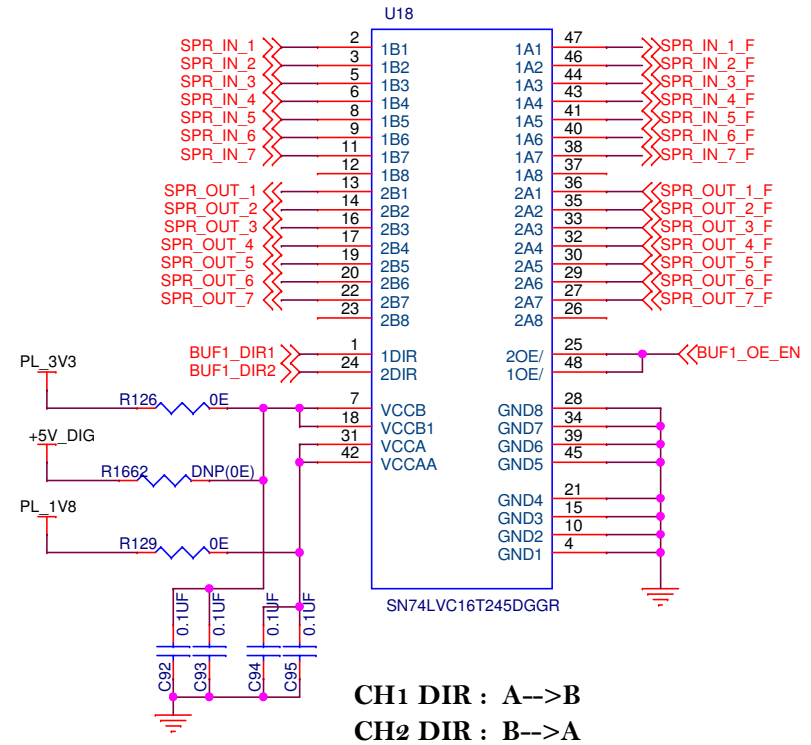 U18
SPR_IN_1 2 1B1 1A1 47 SPR_IN_1_F
SPR_IN_2 3 1B2 1A2 46 SPR_IN_2_F
SPR_IN_3 5 1B3 1A3 44 SPR_IN_3_F
SPR_IN_4 6 1B4 1A4 43 SPR_IN_4_F
SPR_IN_5 8 1B5 1A5 41 SPR_IN_5_F
SPR_IN_6 9 1B6 1A6 40 SPR_IN_6_F
SPR_IN_7 11 1B7 1A7 38 SPR_IN_7_F
12 1B8 1A8 37
SPR_OUT_1 13 2B1 2A1 36 SPR_OUT_1_F
SPR_OUT_2 14 2B2 2A2 35 SPR_OUT_2_F
SPR_OUT_3 16 2B3 2A3 33 SPR_OUT_3_F
SPR_OUT_4 17 2B4 2A4 32 SPR_OUT_4_F
SPR_OUT_5 19 2B5 2A5 30 SPR_OUT_5_F
SPR_OUT_6 20 2B6 2A6 29 SPR_OUT_6_F
SPR_OUT_7 22 2B7 2A7 27 SPR_OUT_7_F
23 2B8 2A8 26
BUF1_DIR1 1 1DIR 2OE/ 25 BUF1_OE_EN
BUF1_DIR2 24 2DIR 1OE/ 48
PL_3V3
R126 0E 7 VCCB GND8 28
18 VCCB1 GND7 34
+5V_DIG 31 VCCA GND6 39
42 VCCAA GND5 45
R1662 DNP(0E)
GND4 21
PL_1V8 GND3 15
GND2 10
R129 0E GND1 4
SN74LVC16T245DGGR
0.1UF 0.1UF 0.1UF 0.1UF
C92 C93 C94 C95
CH1 DIR : A-->B
CH2 DIR : B-->A